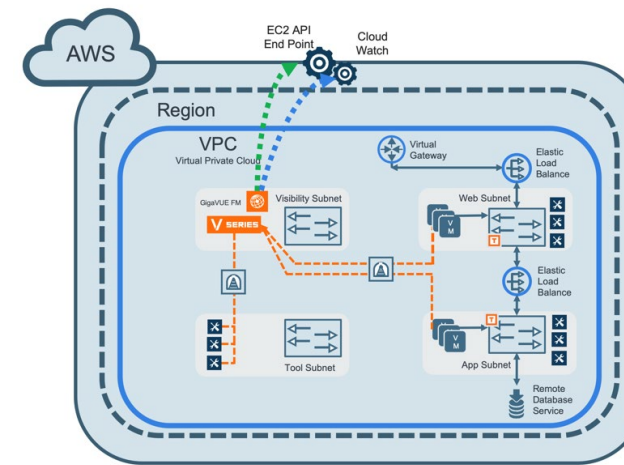 EC2 API
End Point
Cloud
Watch
AWS
Region
VPC
Virtual Private Cloud
Virtual
Gateway
Elastic
Load
Balance
GigaVUE FM
Visibility Subnet
Web Subnet
V SERIES
V
M
T
Elastic
Load
Balance
T
V
M
Tool Subnet
App Subnet
Remote
Database
Service